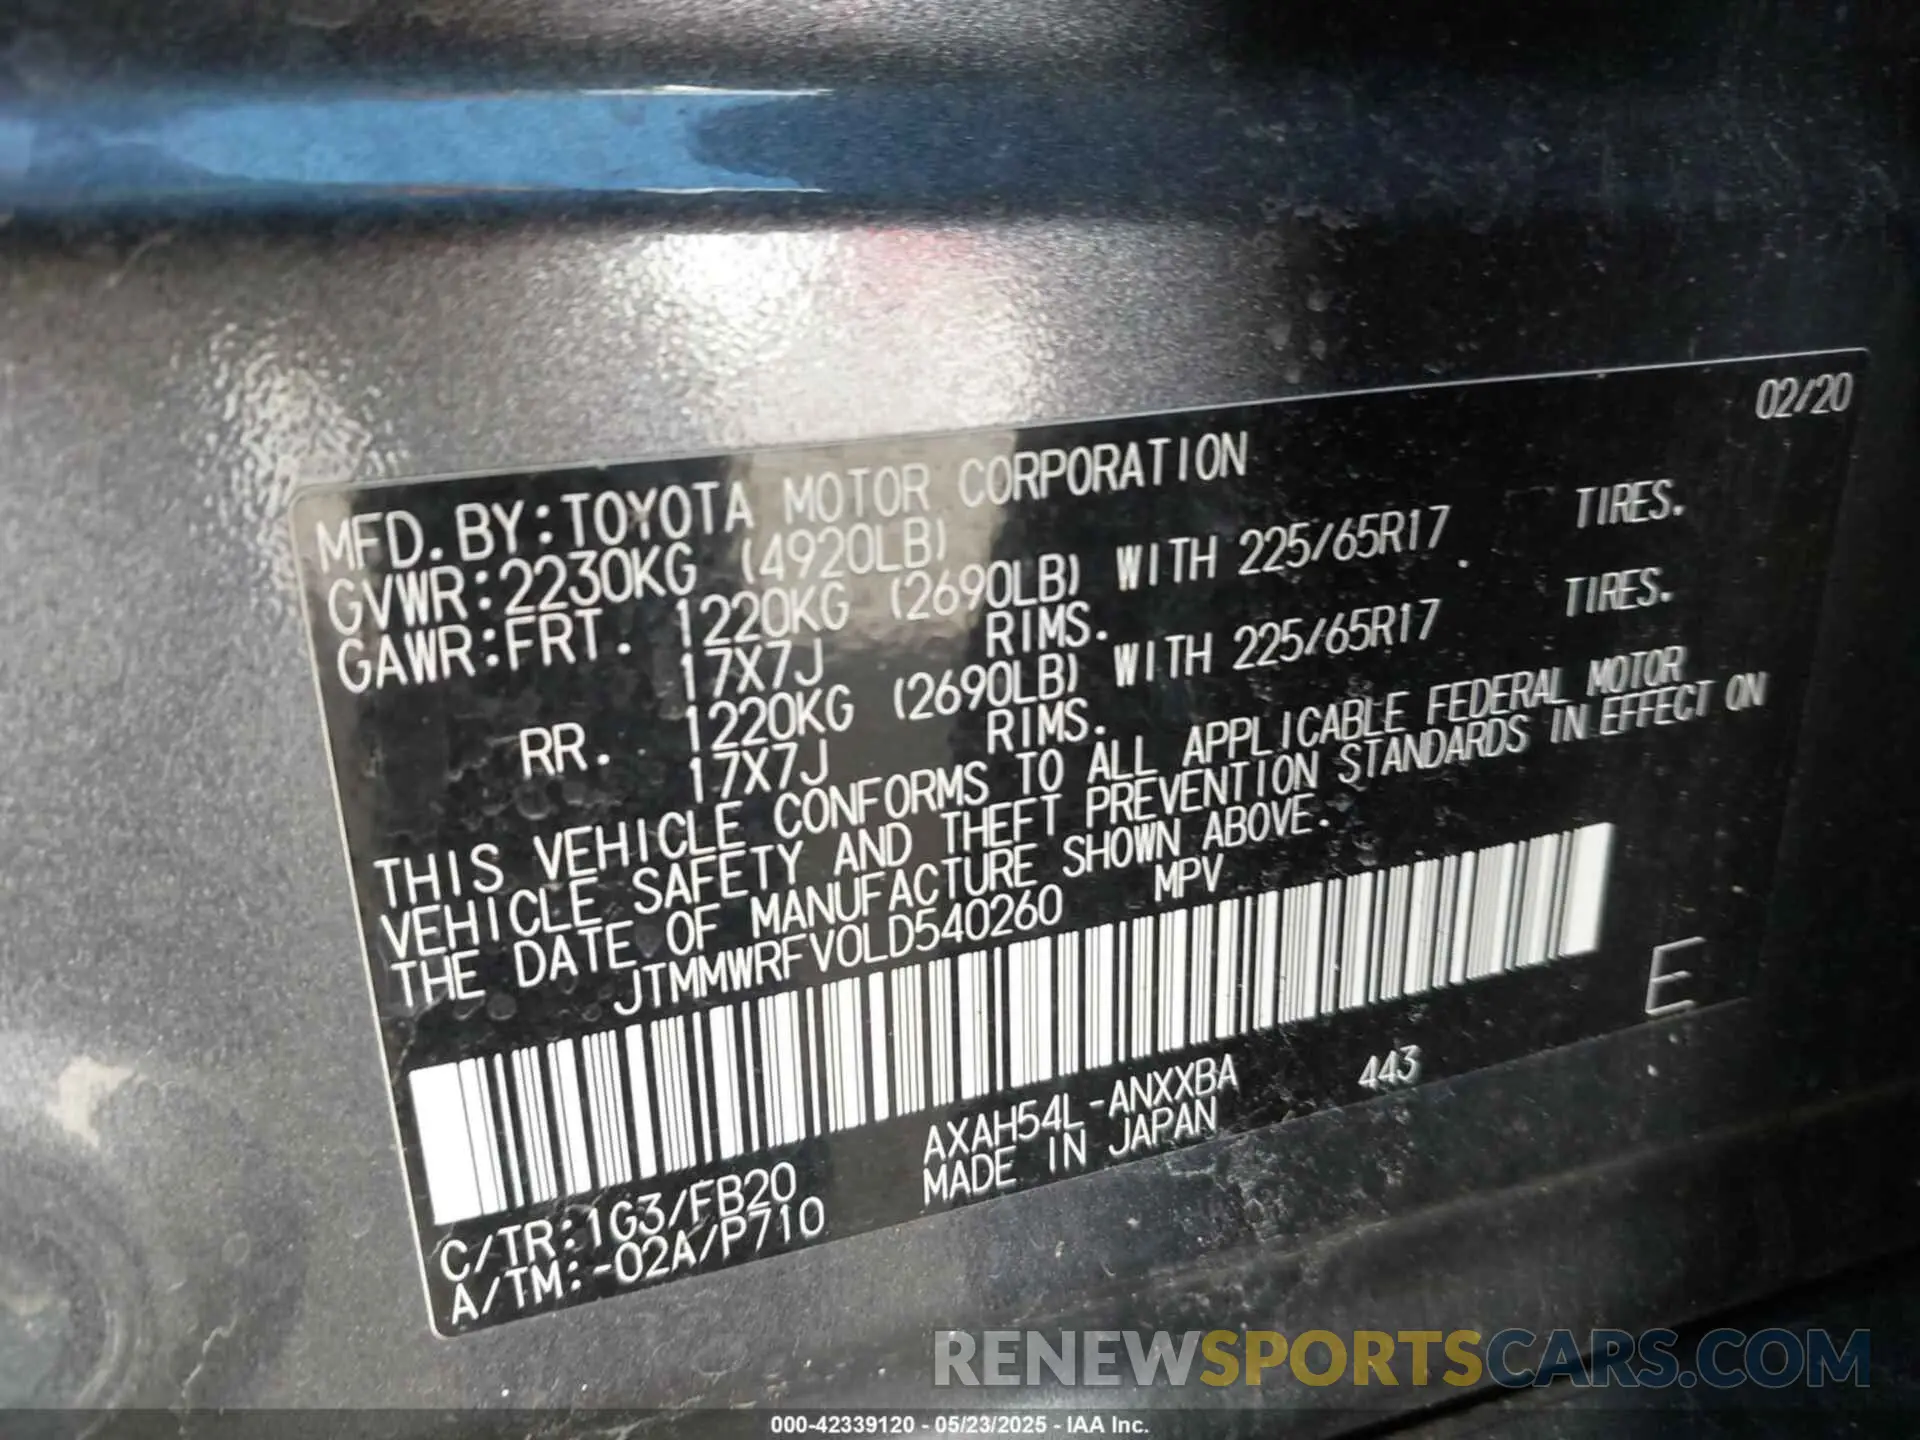 02/20
MFD.BY:TOYOTA MOTOR CORPORATION
GVWR:2230KG (4920LB)
GAWR:FRT. 1220KG (2690LB) WITH 225/65R17 TIRES.
17X7J RIMS.
RR. 1220KG (2690LB) WITH 225/65R17 TIRES.
17X7J RIMS.
THIS VEHICLE CONFORMS TO ALL APPLICABLE FEDERAL MOTOR
VEHICLE SAFETY AND THEFT PREVENTION STANDARDS IN EFFECT ON
THE DATE OF MANUFACTURE SHOWN ABOVE.
JTMMWRFV0LD540260 MPV
E
C/TR:1G3/FB20 AXAH54L-ANXXBA 443
A/TM:-02A/P710 MADE IN JAPAN
RENEWSPORTSCARS.COM
000-42339120 - 05/23/2025 - IAA Inc.